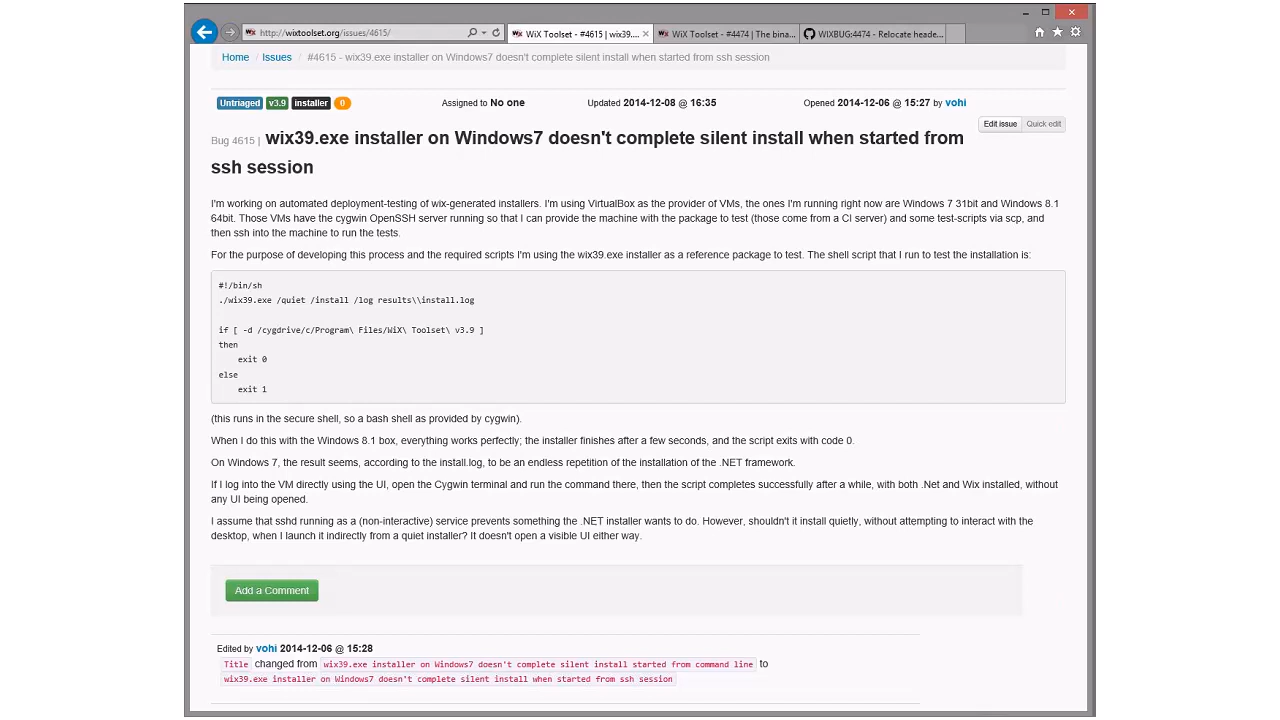 http://wixtoolset.org/issues/4615/
WiX Toolset - #4615 | wix39....
WiX Toolset - #4474 | The bina...
WIXBUG:4474 - Relocate heade...
Home / Issues / #4615 - wix39.exe installer on Windows7 doesn't complete silent install when started from ssh session
Untriaged v3.9 installer 0
Assigned to No one
Updated 2014-12-08 @ 16:35
Opened 2014-12-06 @ 15:27 by vohi
Edit issue Quick edit
Bug 4615 | wix39.exe installer on Windows7 doesn't complete silent install when started from
ssh session
I'm working on automated deployment-testing of wix-generated installers. I'm using VirtualBox as the provider of VMs, the ones I'm running right now are Windows 7 31bit and Windows 8.1
64bit. Those VMs have the cygwin OpenSSH server running so that I can provide the machine with the package to test (those come from a CI server) and some test-scripts via scp, and
then ssh into the machine to run the tests.
For the purpose of developing this process and the required scripts I'm using the wix39.exe installer as a reference package to test. The shell script that I run to test the installation is:
#!/bin/sh
./wix39.exe /quiet /install /log results\\install.log
if [ -d /cygdrive/c/Program\ Files/WiX\ Toolset\ v3.9 ]
then
exit 0
else
exit 1
(this runs in the secure shell, so a bash shell as provided by cygwin).
When I do this with the Windows 8.1 box, everything works perfectly; the installer finishes after a few seconds, and the script exits with code 0.
On Windows 7, the result seems, according to the install.log, to be an endless repetition of the installation of the .NET framework.
If I log into the VM directly using the UI, open the Cygwin terminal and run the command there, then the script completes successfully after a while, with both .Net and Wix installed, without
any UI being opened.
I assume that sshd running as a (non-interactive) service prevents something the .NET installer wants to do. However, shouldn't it install quietly, without attempting to interact with the
desktop, when I launch it indirectly from a quiet installer? It doesn't open a visible UI either way.
Add a Comment
Edited by vohi 2014-12-06 @ 15:28
Title changed from wix39.exe installer on Windows7 doesn't complete silent install started from command line to
wix39.exe installer on Windows7 doesn't complete silent install when started from ssh session